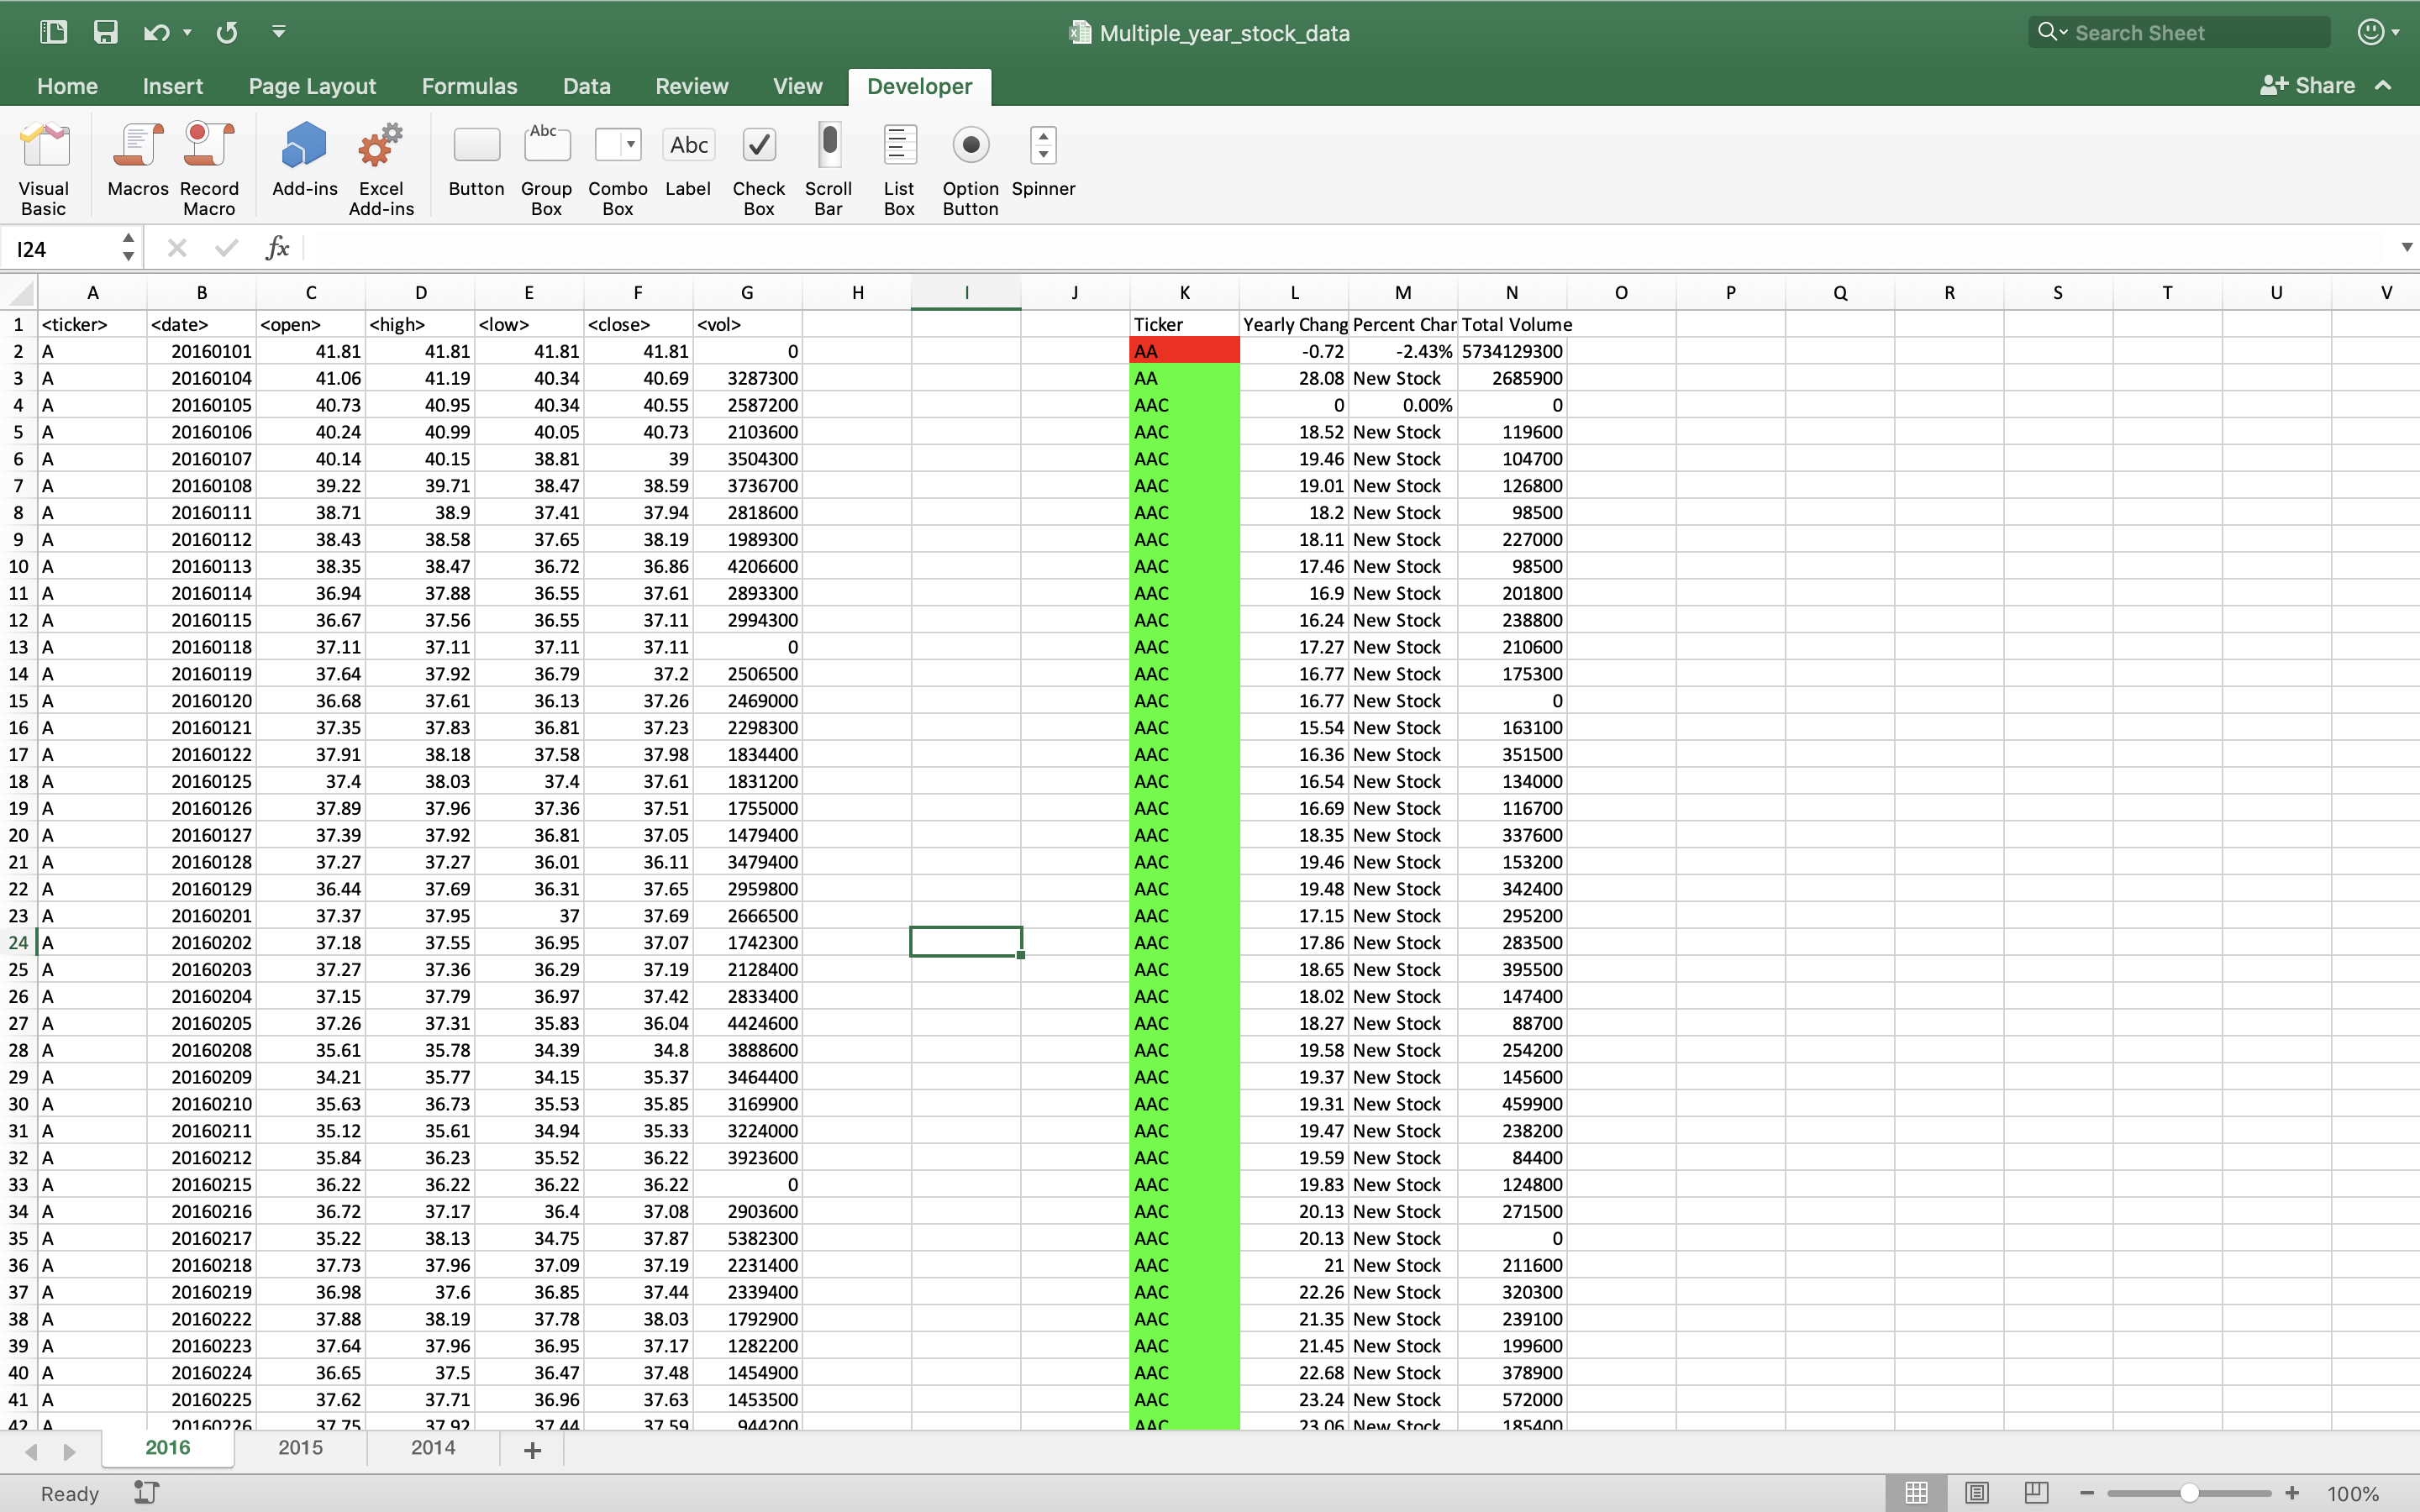 Multiple_year_stock_data
Search Sheet
Home Insert Page Layout Formulas Data Review View Developer Share
Visual Basic Macros Record Macro Add-ins Excel Add-ins Button Abc Group Box Combo Box Abc Label Check Box Scroll Bar List Box Option Button Spinner
I24 fx
A B C D E F G H I J K L M N O P Q R S T U V
1 <ticker> <date> <open> <high> <low> <close> <vol> Ticker Yearly Chang Percent Char Total Volume
2 A 20160101 41.81 41.81 41.81 41.81 0 AA -0.72 -2.43% 5734129300
3 A 20160104 41.06 41.19 40.34 40.69 3287300 AA 28.08 New Stock 2685900
4 A 20160105 40.73 40.95 40.34 40.55 2587200 AAC 0 0.00% 0
5 A 20160106 40.24 40.99 40.05 40.73 2103600 AAC 18.52 New Stock 119600
6 A 20160107 40.14 40.15 38.81 39 3504300 AAC 19.46 New Stock 104700
7 A 20160108 39.22 39.71 38.47 38.59 3736700 AAC 19.01 New Stock 126800
8 A 20160111 38.71 38.9 37.41 37.94 2818600 AAC 18.2 New Stock 98500
9 A 20160112 38.43 38.58 37.65 38.19 1989300 AAC 18.11 New Stock 227000
10 A 20160113 38.35 38.47 36.72 36.86 4206600 AAC 17.46 New Stock 98500
11 A 20160114 36.94 37.88 36.55 37.61 2893300 AAC 16.9 New Stock 201800
12 A 20160115 36.67 37.56 36.55 37.11 2994300 AAC 16.24 New Stock 238800
13 A 20160118 37.11 37.11 37.11 37.11 0 AAC 17.27 New Stock 210600
14 A 20160119 37.64 37.92 36.79 37.2 2506500 AAC 16.77 New Stock 175300
15 A 20160120 36.68 37.61 36.13 37.26 2469000 AAC 16.77 New Stock 0
16 A 20160121 37.35 37.83 36.81 37.23 2298300 AAC 15.54 New Stock 163100
17 A 20160122 37.91 38.18 37.58 37.98 1834400 AAC 16.36 New Stock 351500
18 A 20160125 37.4 38.03 37.4 37.61 1831200 AAC 16.54 New Stock 134000
19 A 20160126 37.89 37.96 37.36 37.51 1755000 AAC 16.69 New Stock 116700
20 A 20160127 37.39 37.92 36.81 37.05 1479400 AAC 18.35 New Stock 337600
21 A 20160128 37.27 37.27 36.01 36.11 3479400 AAC 19.46 New Stock 153200
22 A 20160129 36.44 37.69 36.31 37.65 2959800 AAC 19.48 New Stock 342400
23 A 20160201 37.37 37.95 37 37.69 2666500 AAC 17.15 New Stock 295200
24 A 20160202 37.18 37.55 36.95 37.07 1742300 AAC 17.86 New Stock 283500
25 A 20160203 37.27 37.36 36.29 37.19 2128400 AAC 18.65 New Stock 395500
26 A 20160204 37.15 37.79 36.97 37.42 2833400 AAC 18.02 New Stock 147400
27 A 20160205 37.26 37.31 35.83 36.04 4424600 AAC 18.27 New Stock 88700
28 A 20160208 35.61 35.78 34.39 34.8 3888600 AAC 19.58 New Stock 254200
29 A 20160209 34.21 35.77 34.15 35.37 3464400 AAC 19.37 New Stock 145600
30 A 20160210 35.63 36.73 35.53 35.85 3169900 AAC 19.31 New Stock 459900
31 A 20160211 35.12 35.61 34.94 35.33 3224000 AAC 19.47 New Stock 238200
32 A 20160212 35.84 36.23 35.52 36.22 3923600 AAC 19.59 New Stock 84400
33 A 20160215 36.22 36.22 36.22 36.22 0 AAC 19.83 New Stock 124800
34 A 20160216 36.72 37.17 36.4 37.08 2903600 AAC 20.13 New Stock 271500
35 A 20160217 35.22 38.13 34.75 37.87 5382300 AAC 20.13 New Stock 0
36 A 20160218 37.73 37.96 37.09 37.19 2231400 AAC 21 New Stock 211600
37 A 20160219 36.98 37.6 36.85 37.44 2339400 AAC 22.26 New Stock 320300
38 A 20160222 37.88 38.19 37.78 38.03 1792900 AAC 21.35 New Stock 239100
39 A 20160223 37.64 37.96 36.95 37.17 1282200 AAC 21.45 New Stock 199600
40 A 20160224 36.65 37.5 36.47 37.48 1454900 AAC 22.68 New Stock 378900
41 A 20160225 37.62 37.71 36.96 37.63 1453500 AAC 23.24 New Stock 572000
42 A 20160226 37.75 37.92 37.44 37.59 944200 AAC 23.06 New Stock 185400
2016 2015 2014 +
Ready 100%